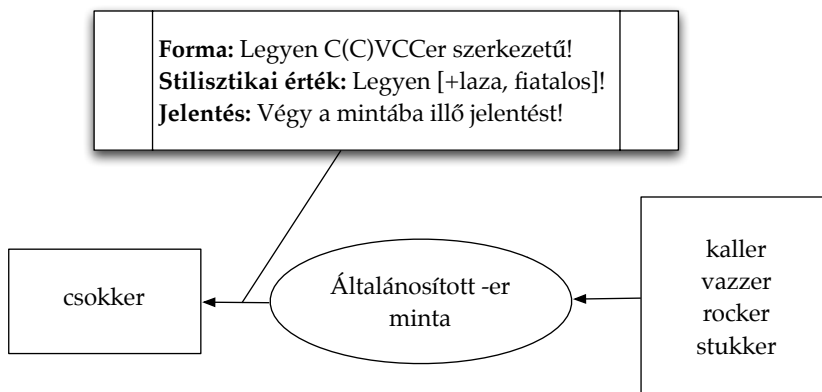 Forma: Legyen C(C)VCCer szerkezetű!
Stilisztikai érték: Legyen [+laza, fiatalos]!
Jelentés: Végy a mintába illő jelentést!
csokker
Általánosított -er
minta
kaller
vazzer
rocker
stukker